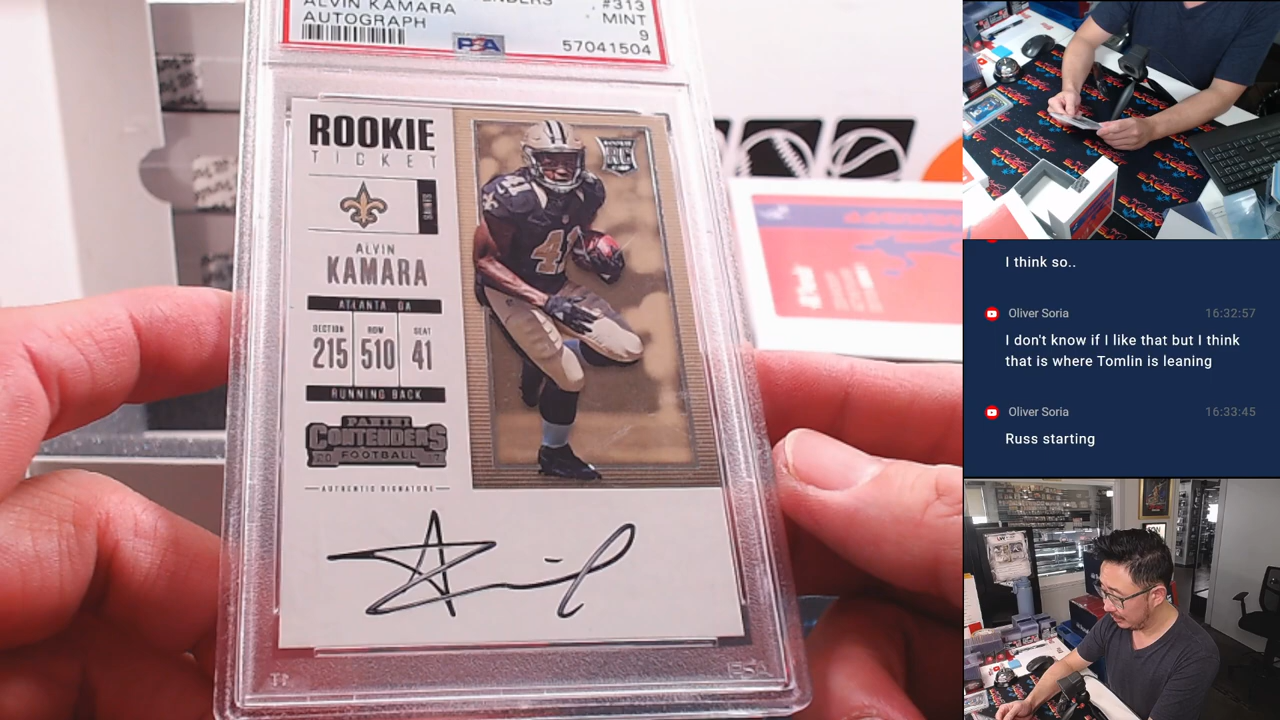 ENDERS #313
ALVIN KAMARA MINT
AUTOGRAPH 9
PSA 57041504
ROOKIE
TICKET
RC
SAINTS
ALVIN
KAMARA
ATLANTA GA
SECTION ROW SEAT
215 510 41
RUNNING BACK
PANINI
CONTENDERS
2017 FOOTBALL
AUTHENTIC SIGNATURE
41
I think so..
Oliver Soria 16:32:57
I don't know if I like that but I think
that is where Tomlin is leaning
Oliver Soria 16:33:45
Russ starting